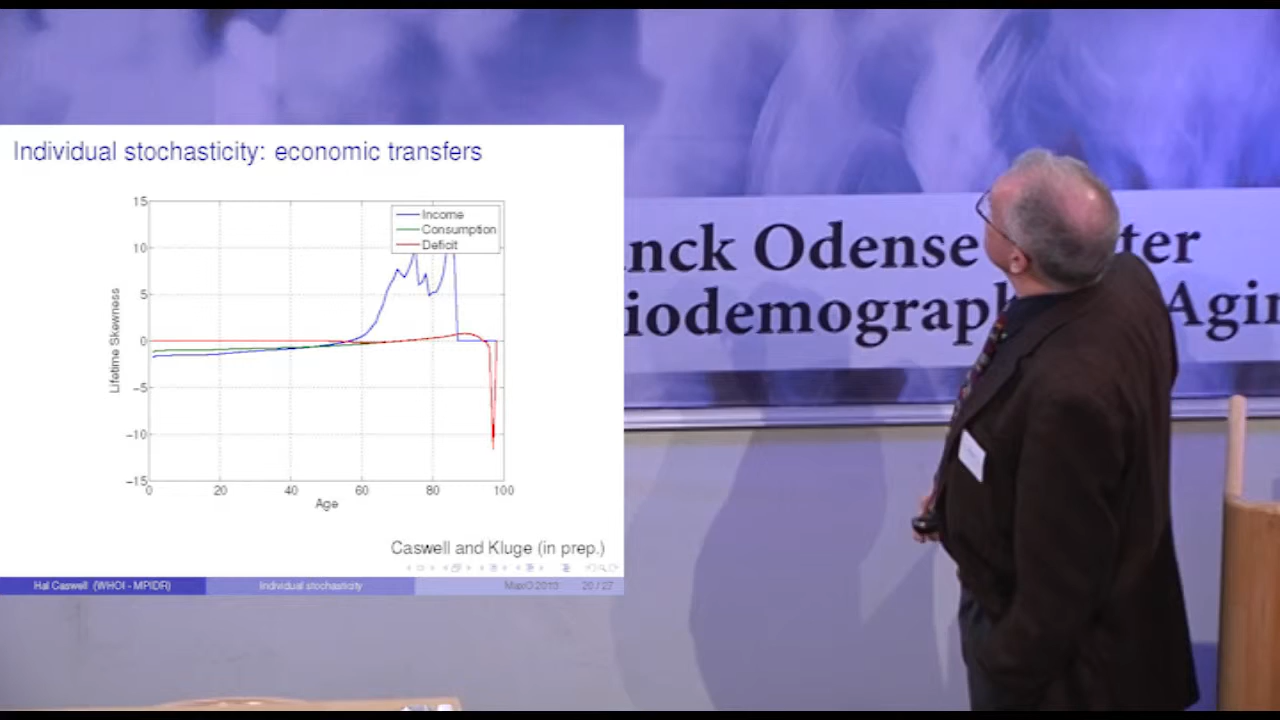 Individual stochasticity: economic transfers
15
10
5
0
-5
-10
-15
Lifetime Skewness
Income
Consumption
Deficit
0 20 40 60 80 100
Age
Caswell and Kluge (in prep.)
Hal Caswell (WHOI - MPIDR) Individual stochasticity MaxO 2013 20 / 27
nck Odense ter
iodemograph Agin